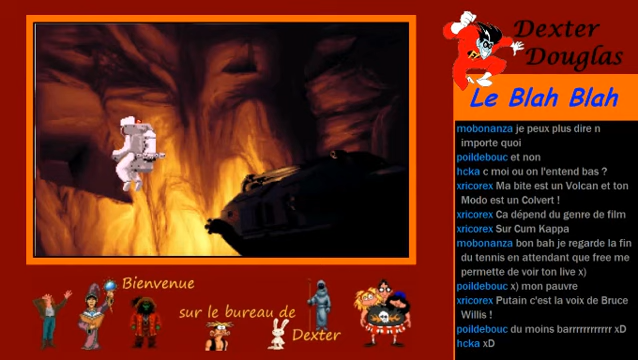 Dexter
Douglas
Le Blah Blah
mobonanza je peux plus dire n
importe quoi
poildebouc et non
hcka c moi ou on l'entend bas ?
xricorex Ma bite est un Volcan et ton
Modo est un Colvert !
xricorex Ca dépend du genre de film
xricorex Sur Cum Kappa
mobonanza bon bah je regarde la fin
du tennis en attendant que free me
permette de voir ton live x)
poildebouc x) mon pauvre
xricorex Putain c'est la voix de Bruce
Willis !
poildebouc du moins barrrrrrrrrrrr xD
hcka xD
Bienvenue
sur le bureau de
Dexter